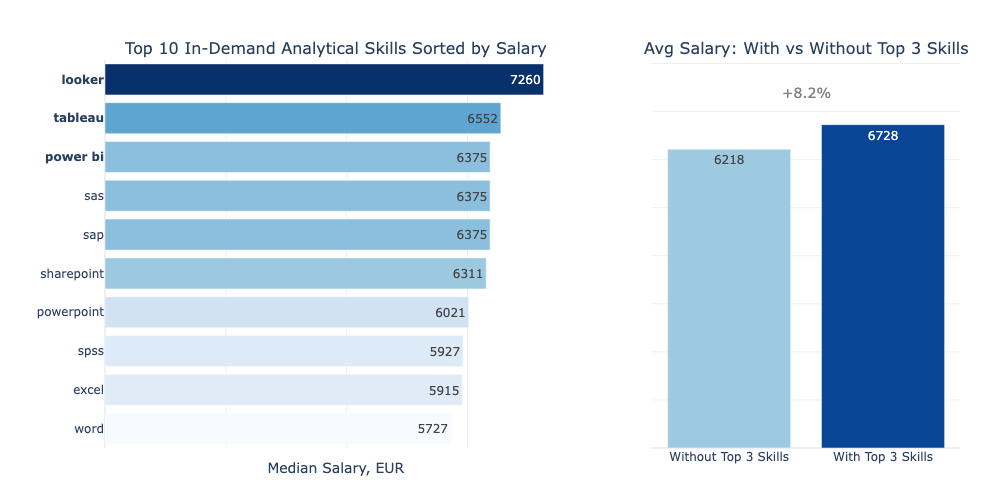 Top 10 In-Demand Analytical Skills Sorted by Salary
looker 7260
tableau 6552
power bi 6375
sas 6375
sap 6375
sharepoint 6311
powerpoint 6021
spss 5927
excel 5915
word 5727
Median Salary, EUR
Avg Salary: With vs Without Top 3 Skills
+8.2%
6218 6728
Without Top 3 Skills With Top 3 Skills